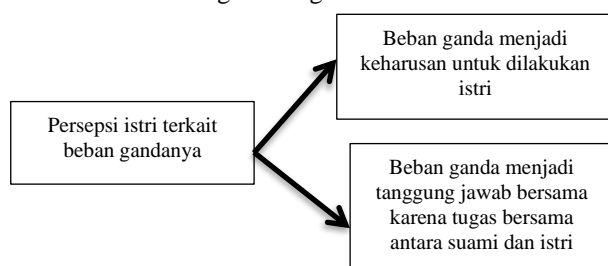 Beban ganda menjadi
keharusan untuk dilakukan
istri
Persepsi istri terkait
beban gandanya
Beban ganda menjadi
tanggung jawab bersama
karena tugas bersama
antara suami dan istri